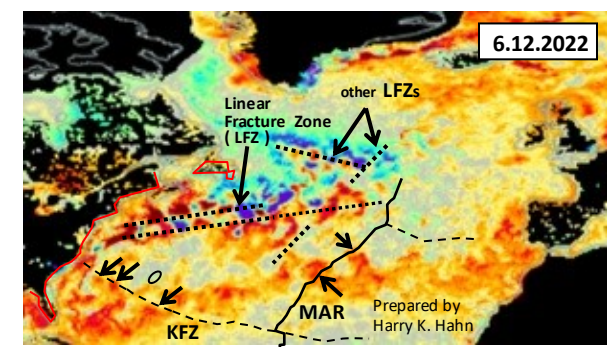 6.12.2022
other LFZs
Linear
Fracture Zone
( LFZ )
KFZ
MAR
Prepared by
Harry K. Hahn